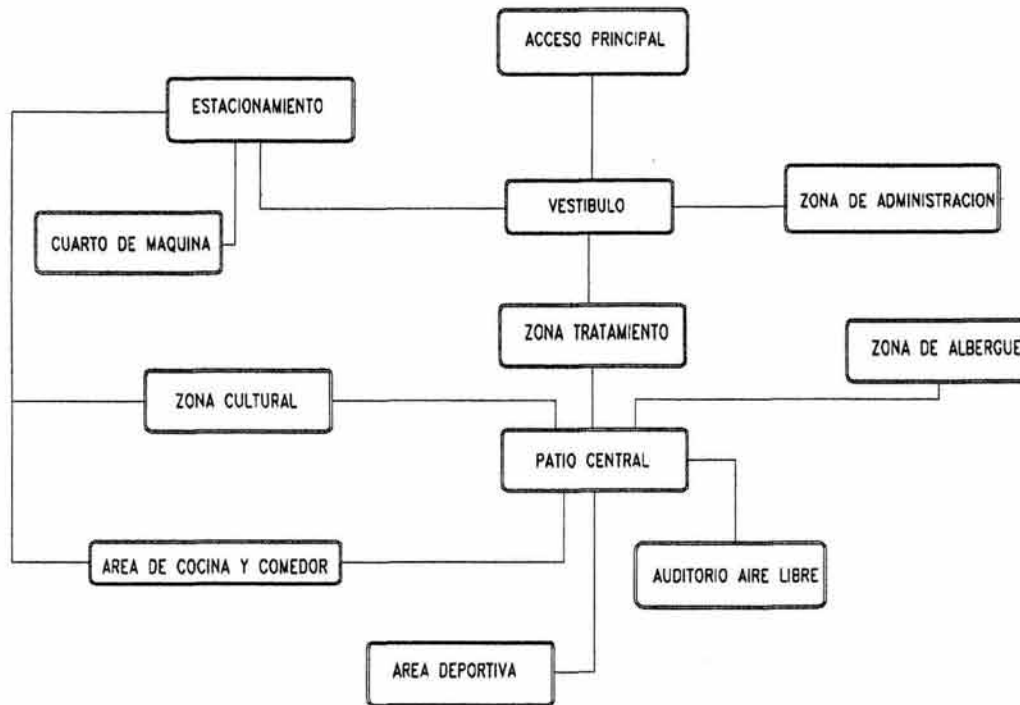 ACCESO PRINCIPAL
ESTACIONAMIENTO
VESTIBULO
ZONA DE ADMINISTRACION
CUARTO DE MAQUINA
ZONA TRATAMIENTO
ZONA DE ALBERGUE
ZONA CULTURAL
PATIO CENTRAL
AREA DE COCINA Y COMEDOR
AUDITORIO AIRE LIBRE
AREA DEPORTIVA